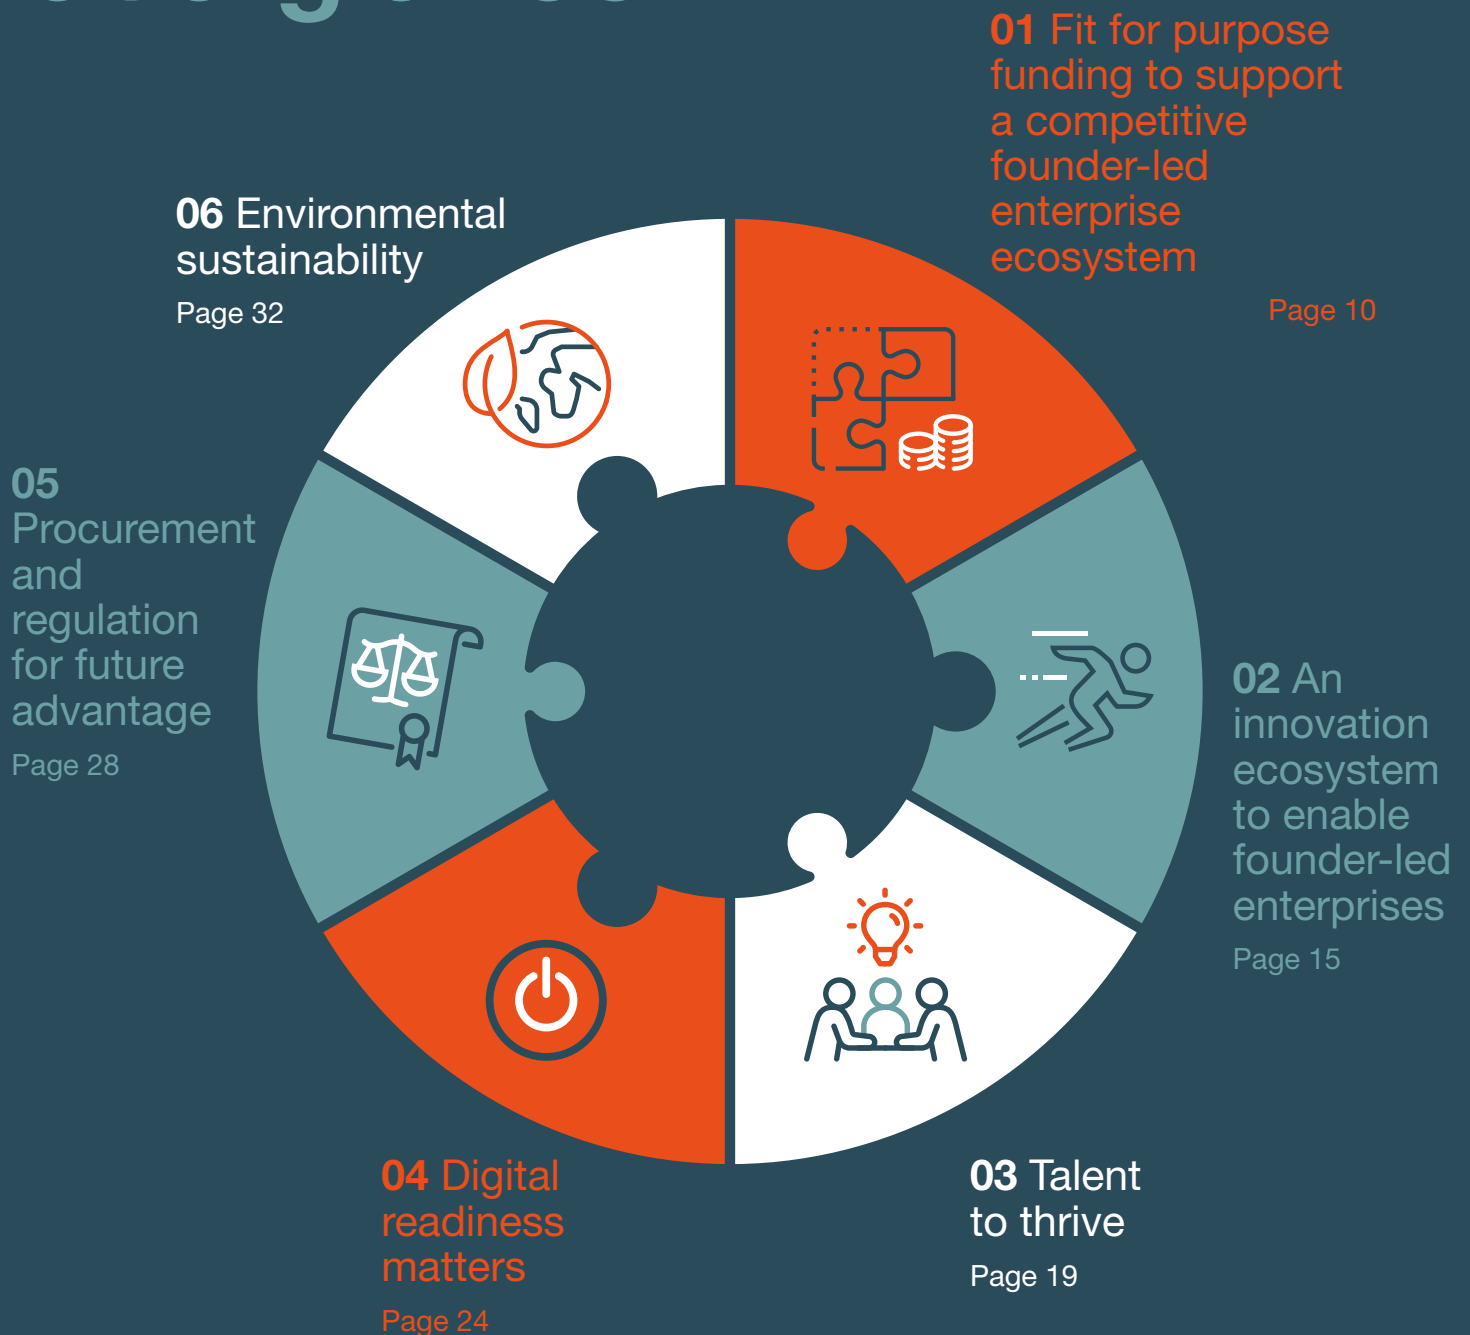 01 Fit for purpose
funding to support
a competitive
founder-led
enterprise
ecosystem
Page 10
02 An
innovation
ecosystem
to enable
founder-led
enterprises
Page 15
03 Talent
to thrive
Page 19
04 Digital
readiness
matters
Page 24
05
Procurement
and
regulation
for future
advantage
Page 28
06 Environmental
sustainability
Page 32